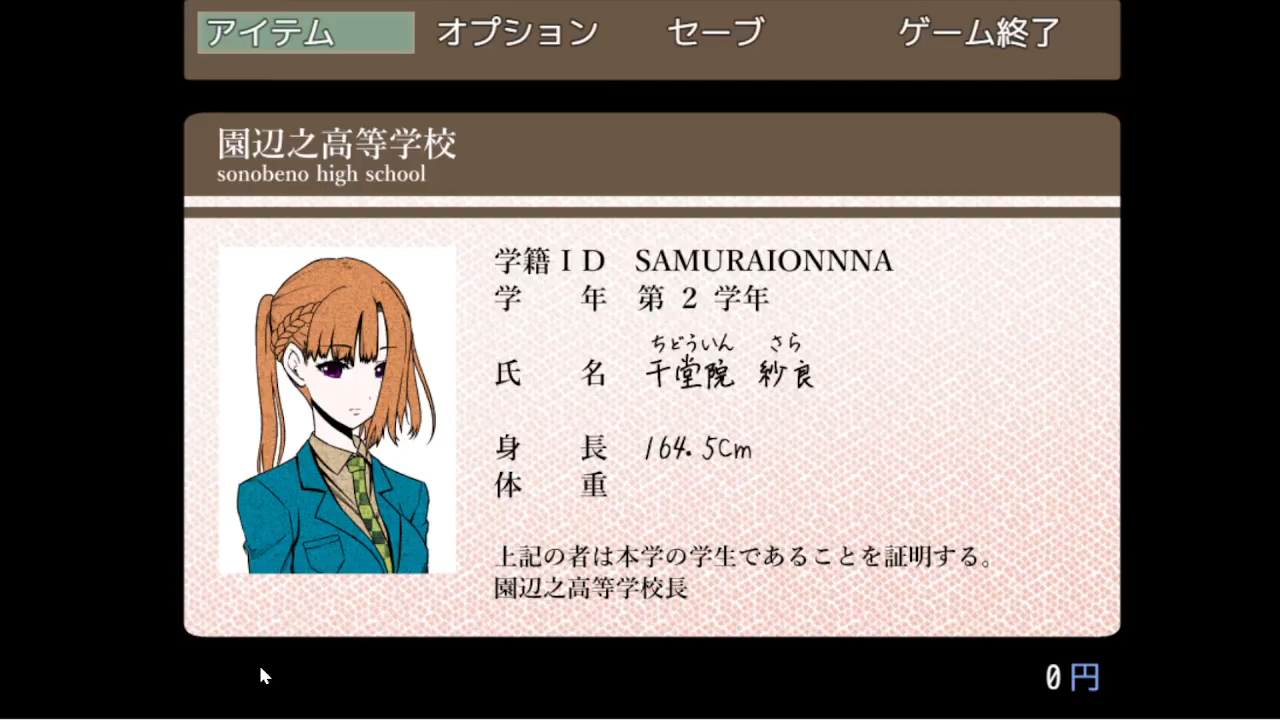 アイテム オプション セーブ ゲーム終了
園辺之高等学校
sonobeno high school
学籍ID SAMURAIONNNA
学年 第 2 学年
ちどういん さら
氏名 千堂院 紗良
身長 164.5cm
体重
上記の者は本学の学生であることを証明する。
園辺之高等学校長
0円